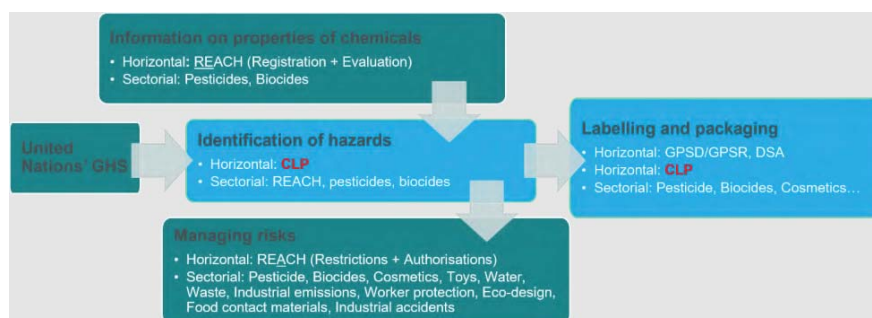 Information on properties of chemicals
• Horizontal: REACH (Registration + Evaluation)
• Sectorial: Pesticides, Biocides
United
Nations' GHS
Identification of hazards
• Horizontal: CLP
• Sectorial: REACH, pesticides, biocides
Labelling and packaging
• Horizontal: GPSD/GPSR, DSA
• Horizontal: CLP
• Sectorial: Pesticide, Biocides, Cosmetics…
Managing risks
• Horizontal: REACH (Restrictions + Authorisations)
• Sectorial: Pesticide, Biocides, Cosmetics, Toys, Water,
Waste, Industrial emissions, Worker protection, Eco-design,
Food contact materials, Industrial accidents